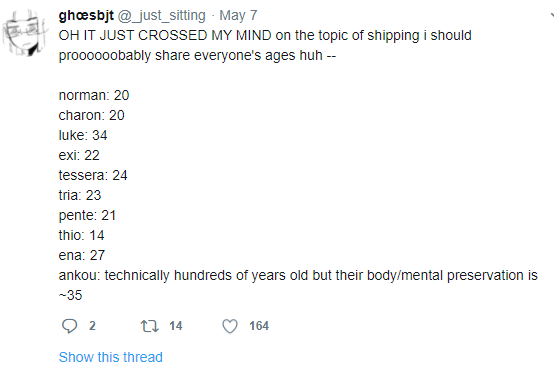 ghœsbjt @_just_sitting · May 7
OH IT JUST CROSSED MY MIND on the topic of shipping i should
proooooobably share everyone's ages huh --
norman: 20
charon: 20
luke: 34
exi: 22
tessera: 24
tria: 23
pente: 21
thio: 14
ena: 27
ankou: technically hundreds of years old but their body/mental preservation is
~35
2 14 164
Show this thread